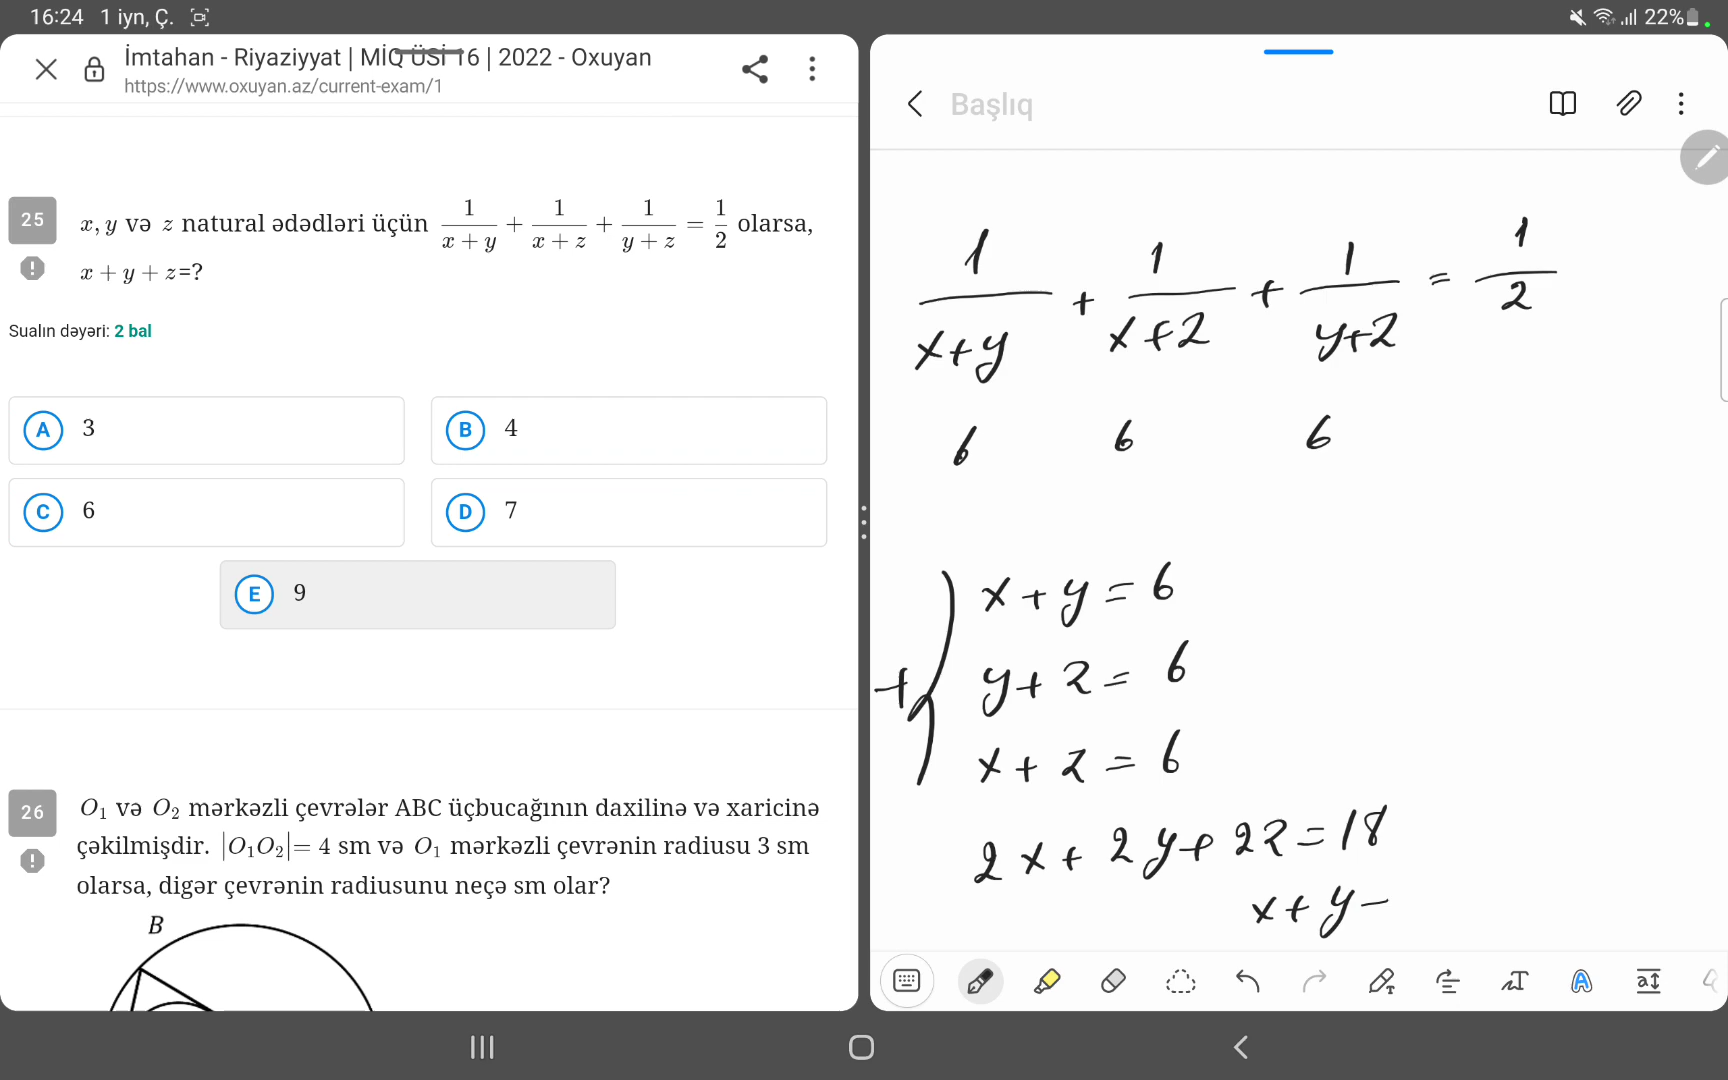 16:24 1 iyn, Ç. 22%
İmtahan - Riyaziyyat | MİQ ÜSİ 16 | 2022 - Oxuyan
https://www.oxuyan.az/current-exam/1
25
x, y və z natural ədədləri üçün 1/(x + y) + 1/(x + z) + 1/(y + z) = 1/2 olarsa,
x + y + z=?
Sualın dəyəri: 2 bal
A 3
B 4
C 6
D 7
E 9
26
O₁ və O₂ mərkəzli çevrələr ABC üçbucağının daxilinə və xaricinə
çəkilmişdir. |O₁O₂|= 4 sm və O₁ mərkəzli çevrənin radiusu 3 sm
olarsa, digər çevrənin radiusunu neçə sm olar?
B
Başlıq
1/(x+y) + 1/(x+z) + 1/(y+z) = 1/2
6 6 6
x + y = 6
y + z = 6
+
x + z = 6
2x + 2y + 2z = 18
x + y -